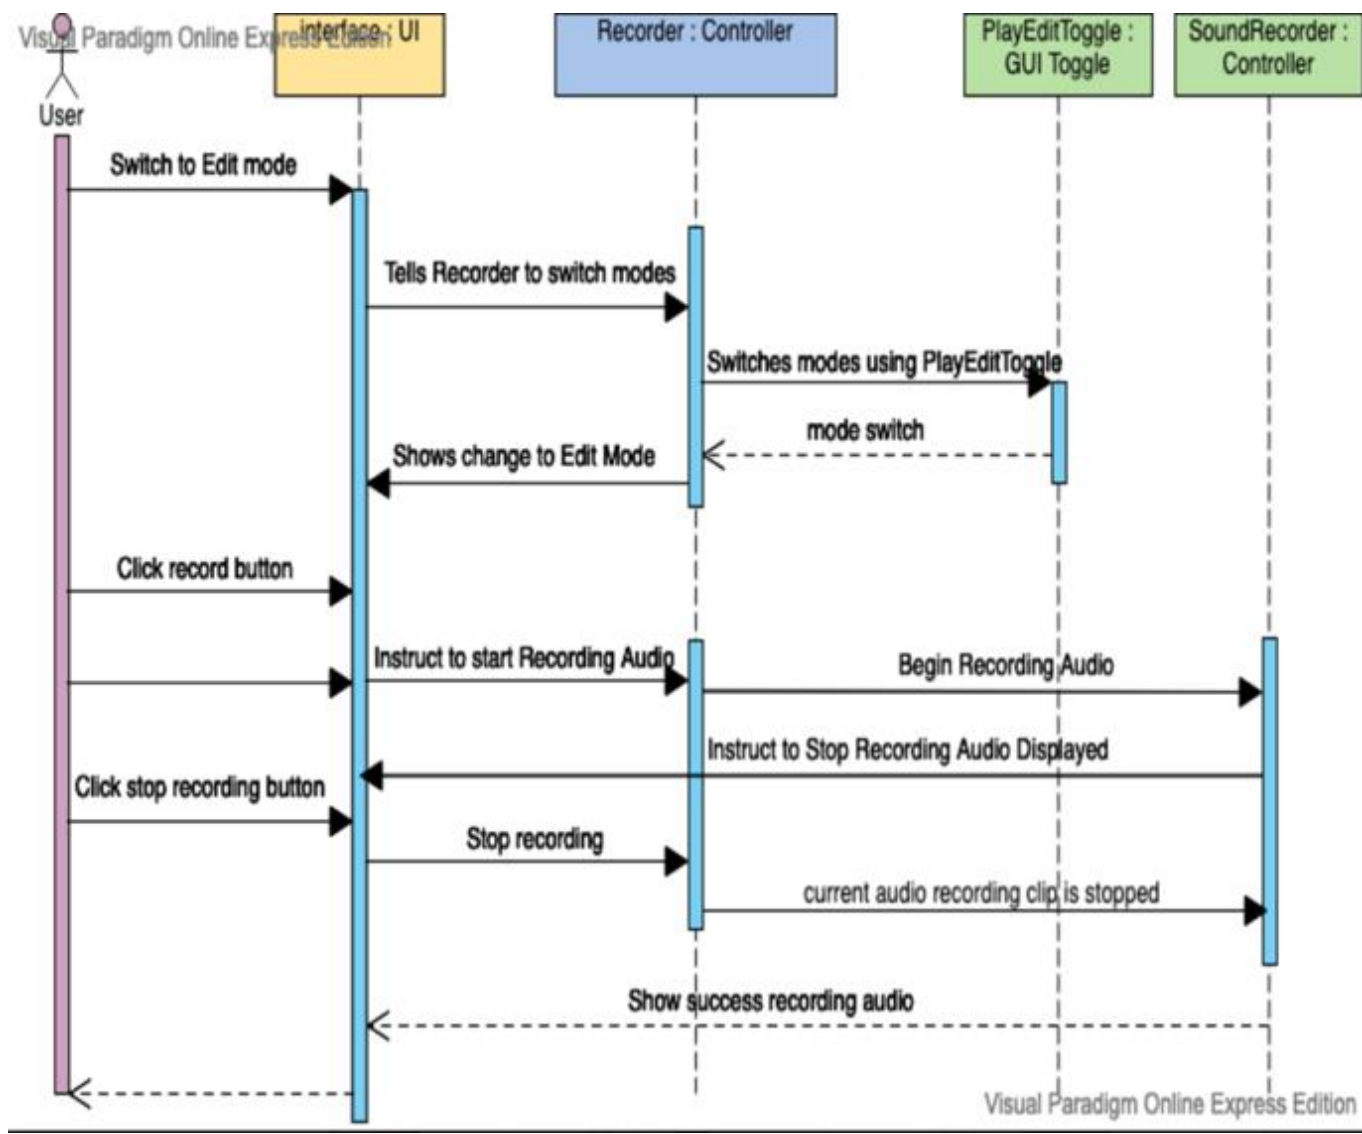 Visual Paradigm Online Express Edition
interface : UI
Recorder : Controller
PlayEditToggle :
GUI Toggle
SoundRecorder :
Controller
User
Switch to Edit mode
Tells Recorder to switch modes
Switches modes using PlayEditToggle
mode switch
Shows change to Edit Mode
Click record button
Instruct to start Recording Audio
Begin Recording Audio
Instruct to Stop Recording Audio Displayed
Click stop recording button
Stop recording
current audio recording clip is stopped
Show success recording audio
Visual Paradigm Online Express Edition